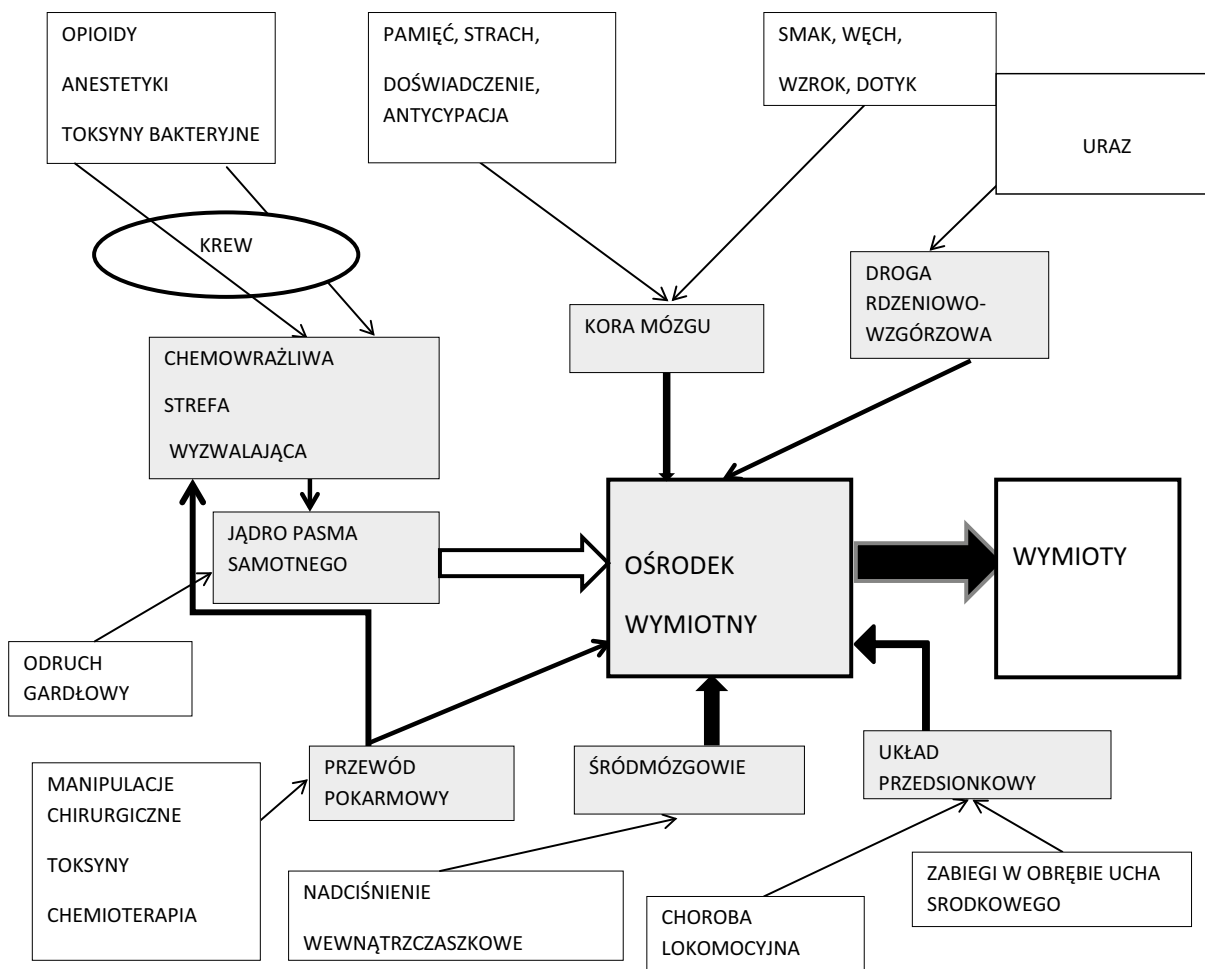 OPIOIDY
ANESTETYKI
TOKSYNY BAKTERYJNE
PAMIĘĆ, STRACH,
DOŚWIADCZENIE,
ANTYCYPACJA
SMAK, WĘCH,
WZROK, DOTYK
URAZ
KREW
DROGA
RDZENIOWO-
WZGÓRZOWA
KORA MÓZGU
CHEMOWRAŻLIWA
STREFA
WYZWALAJĄCA
JĄDRO PASMA
SAMOTNEGO
OŚRODEK
WYMIOTNY
WYMIOTY
ODRUCH
GARDŁOWY
MANIPULACJE
CHIRURGICZNE
TOKSYNY
CHEMIOTERAPIA
PRZEWÓD
POKARMOWY
ŚRÓDMÓZGOWIE
UKŁAD
PRZEDSIONKOWY
NADCIŚNIENIE
WEWNĄTRZCZASZKOWE
CHOROBA
LOKOMOCYJNA
ZABIEGI W OBRĘBIE UCHA
SRODKOWEGO